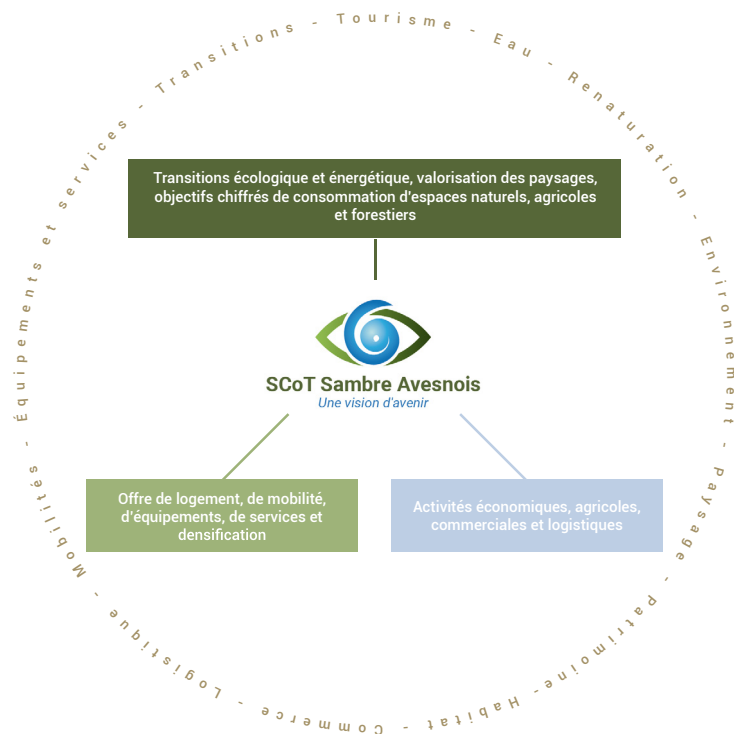 Tourisme - Eau - Renaturation - Environnement - Paysage - Patrimoine - Habitat - Commerce - Logistique - Mobilités - Équipements et services - Transitions -
Transitions écologique et énergétique, valorisation des paysages,
objectifs chiffrés de consommation d'espaces naturels, agricoles
et forestiers
SCoT Sambre Avesnois
Une vision d'avenir
Offre de logement, de mobilité,
d'équipements, de services et
densification
Activités économiques, agricoles,
commerciales et logistiques